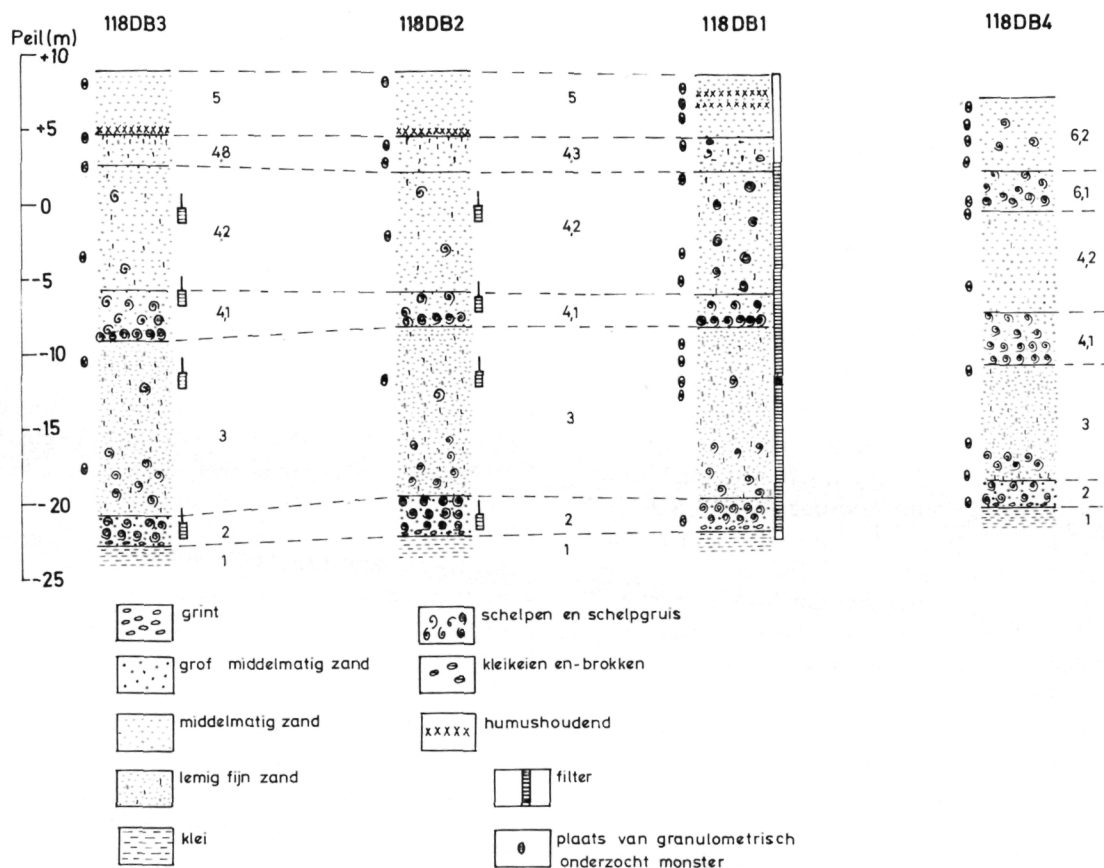 118DB3 118DB2 118DB1 118DB4
Peil (m)
+10
+5
0
-5
-10
-15
-20
-25
5 5 6,2
4,8 4,3 6,1
4,2 4,2 4,2
4,1 4,1 4,1
3 3 3
2 2 2
1 1 1
grint
grof middelmatig zand
middelmatig zand
lemig fijn zand
klei
schelpen en schelpgruis
kleikeien en-brokken
humushoudend
filter
plaats van granulometrisch
onderzocht monster